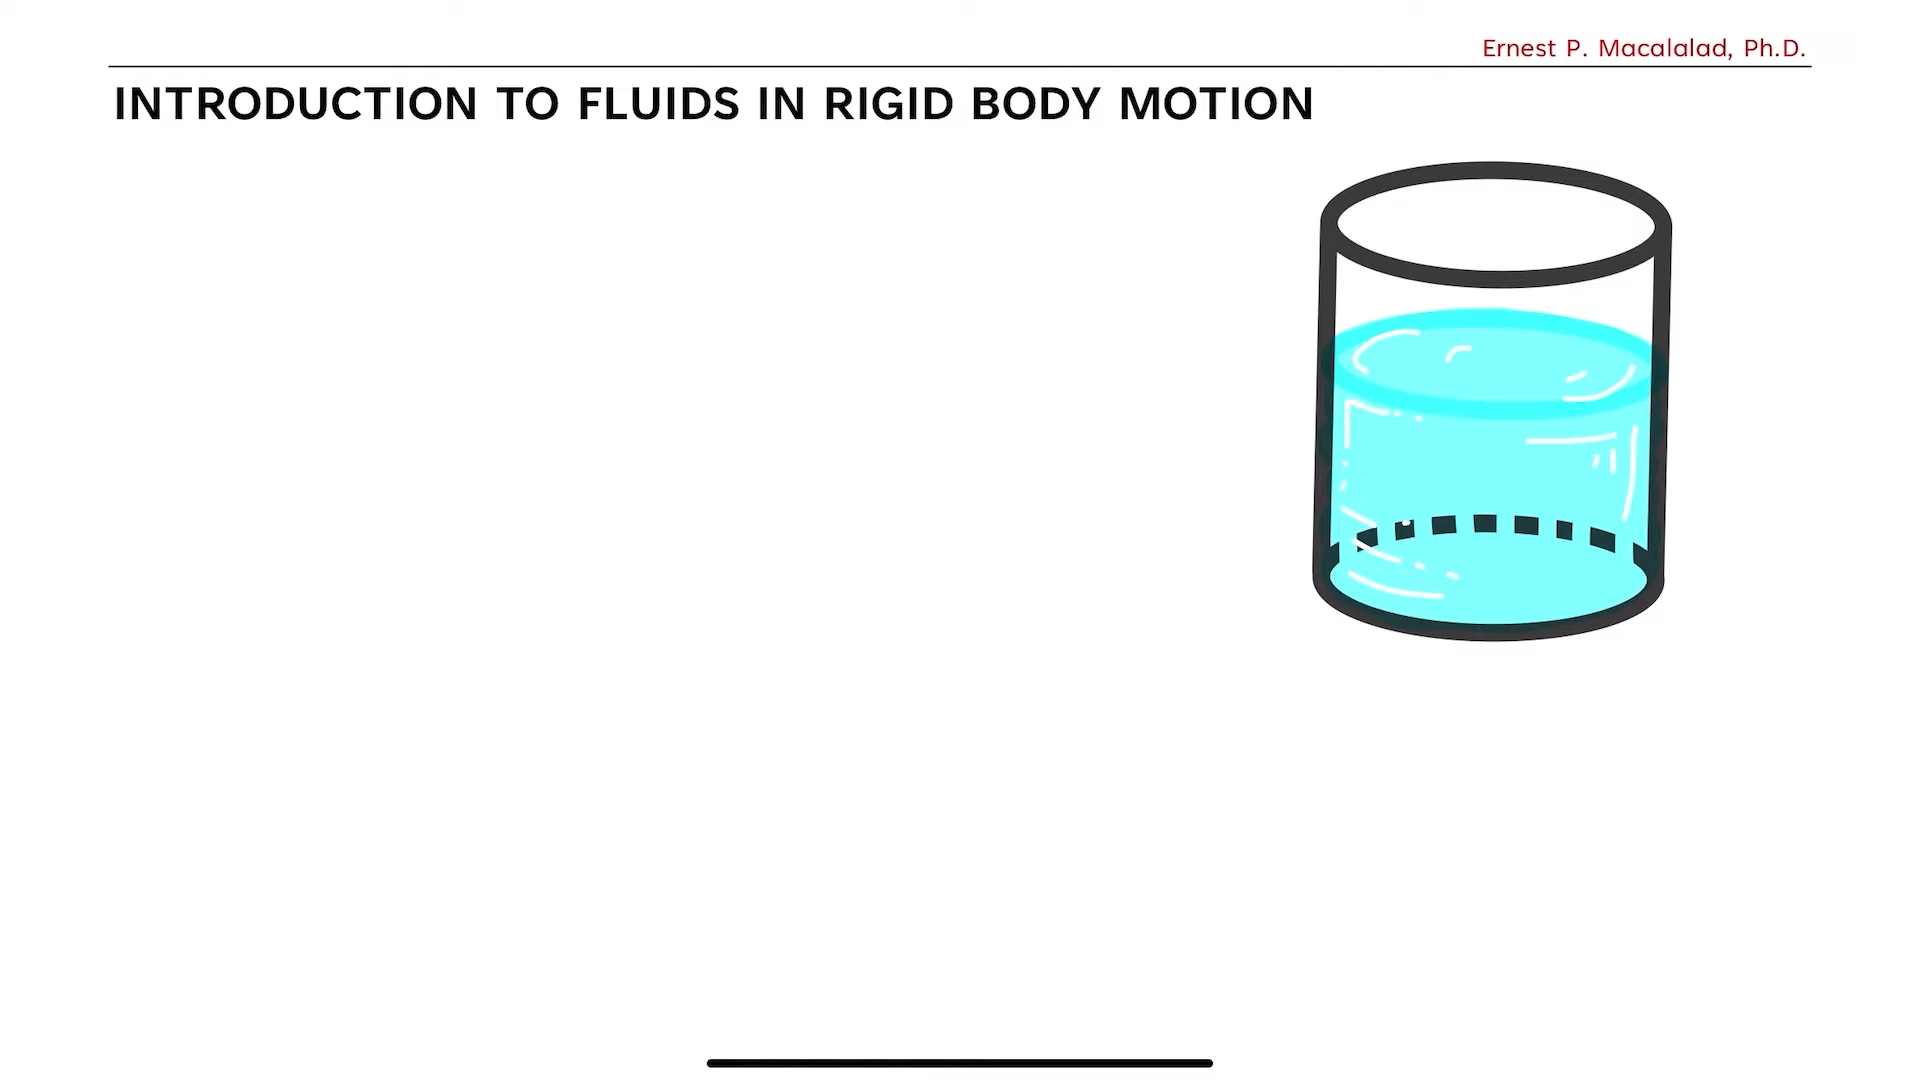 Ernest P. Macalalad, Ph.D.
INTRODUCTION TO FLUIDS IN RIGID BODY MOTION